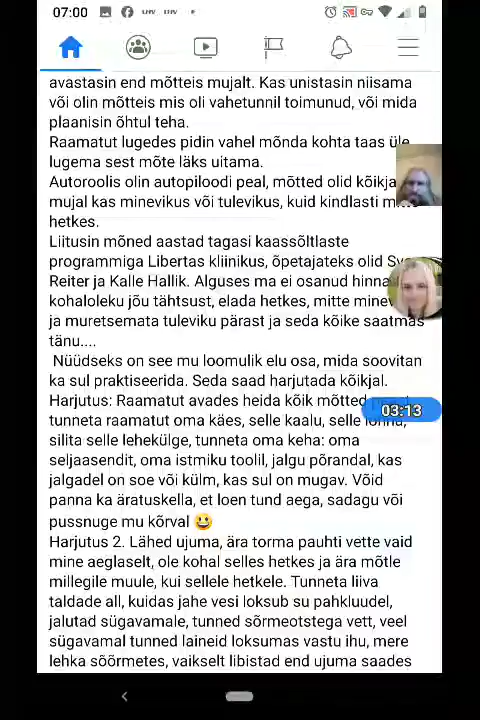 07:00
avastasin end mõtteis mujalt. Kas unistasin niisama
või olin mõtteis mis oli vahetunnil toimunud, või mida
plaanisin õhtul teha.
Raamatut lugedes pidin vahel mõnda kohta taas üle
lugema sest mõte läks uitama.
Autoroolis olin autopiloodi peal, mõtted olid
mujal kas minevikus või tulevikus, kuid kindlasti
hetkes.
Liitusin mõned aastad tagasi kaassõltlaste
programmiga Libertas kliinikus, õpetajateks olid
Reiter ja Kalle Hallik. Alguses ma ei osanud
kohaloleku jõu tähtsust, elada hetkes, mitte
ja muretsemata tuleviku pärast ja seda kõike saatmas
tänu....
Nüüdseks on see mu loomulik elu osa, mida soovitan
ka sul praktiseerida. Seda saad harjutada kõikjal.
Harjutus: Raamatut avades heida kõik mõtted
03:13
tunneta raamatut oma käes, selle kaalu, selle
silita selle lehekülge, tunneta oma keha: oma
seljaasendit, oma istmiku toolil, jalgu põrandal, kas
jalgadel on soe või külm, kas sul on mugav. Võid
panna ka äratuskella, et loen tund aega, sadagu või
pussnuge mu kõrval 😃
Harjutus 2. Lähed ujuma, ära torma pauhti vette vaid
mine aeglaselt, ole kohal selles hetkes ja ära mõtle
millegile muule, kui sellele hetkele. Tunneta liiva
taldade all, kuidas jahe vesi loksub su pahkluudel,
jalutad sügavamale, tunned sõrmeotstega vett, veel
sügavamal tunned laineid loksumas vastu ihu, mere
lehka sõõrmetes, vaikselt libistad end ujuma saades